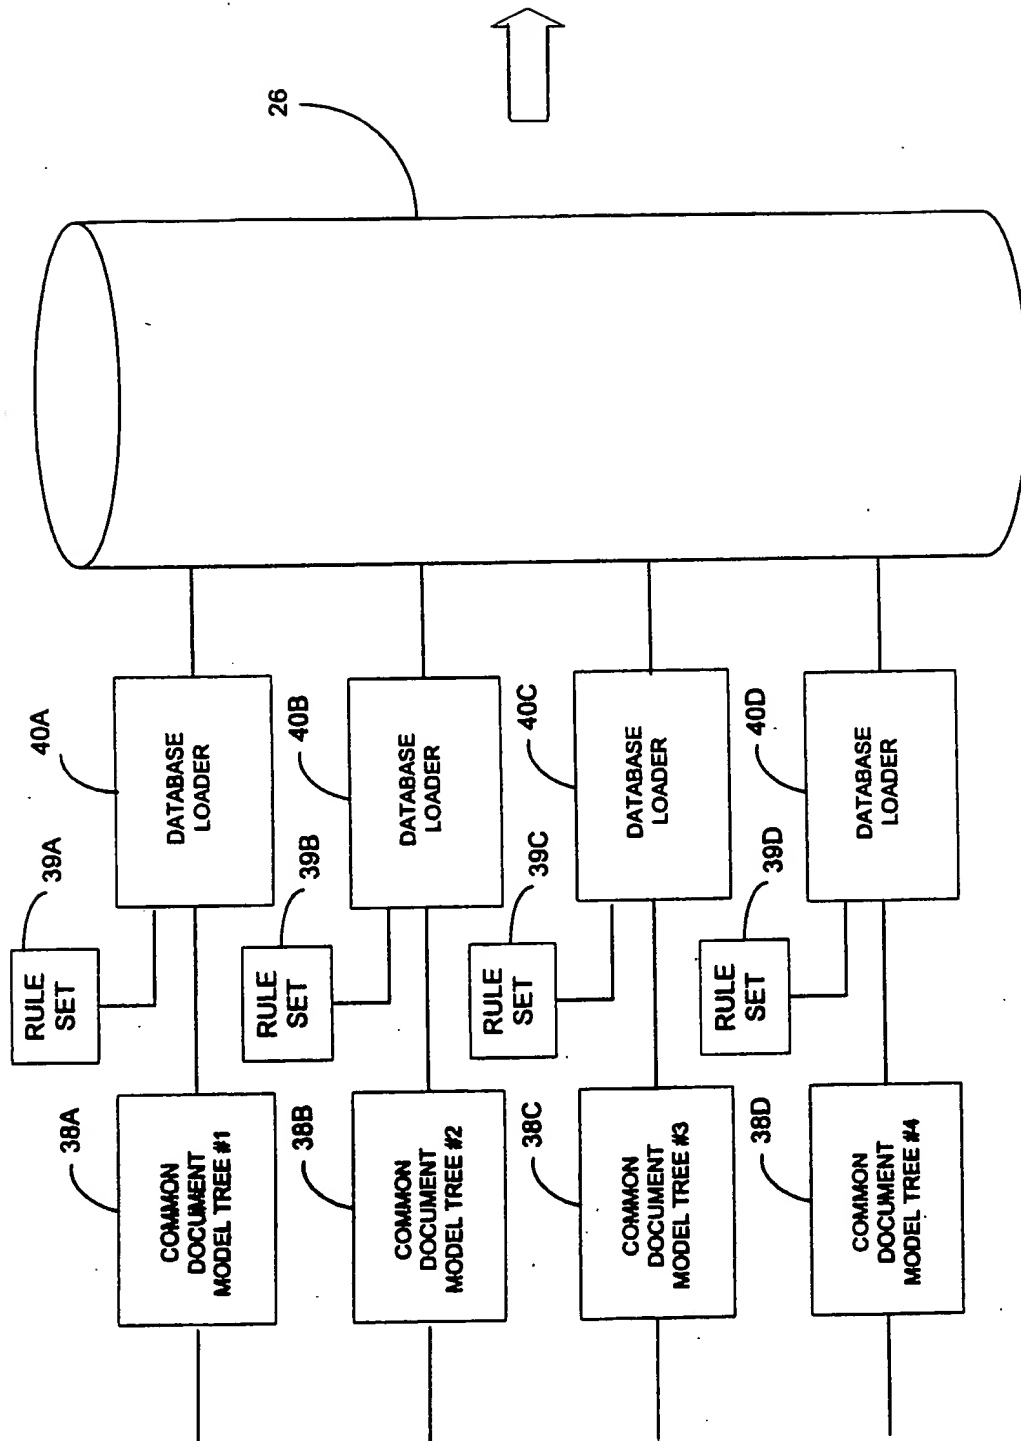 38A
COMMON
DOCUMENT
MODEL TREE #1
39A
RULE
SET
40A
DATABASE
LOADER
38B
COMMON
DOCUMENT
MODEL TREE #2
39B
RULE
SET
40B
DATABASE
LOADER
38C
COMMON
DOCUMENT
MODEL TREE #3
39C
RULE
SET
40C
DATABASE
LOADER
38D
COMMON
DOCUMENT
MODEL TREE #4
39D
RULE
SET
40D
DATABASE
LOADER
26